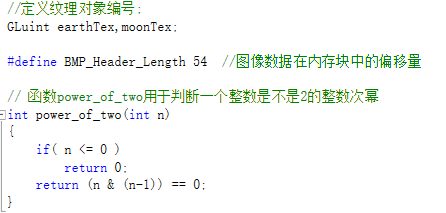 //定义纹理对象编号;
GLuint earthTex,moonTex;
#define BMP_Header_Length 54  //图像数据在内存块中的偏移量
// 函数power_of_two用于判断一个整数是不是2的整数次幂
int power_of_two(int n)
{
    if( n <= 0 )
        return 0;
    return (n & (n-1)) == 0;
}